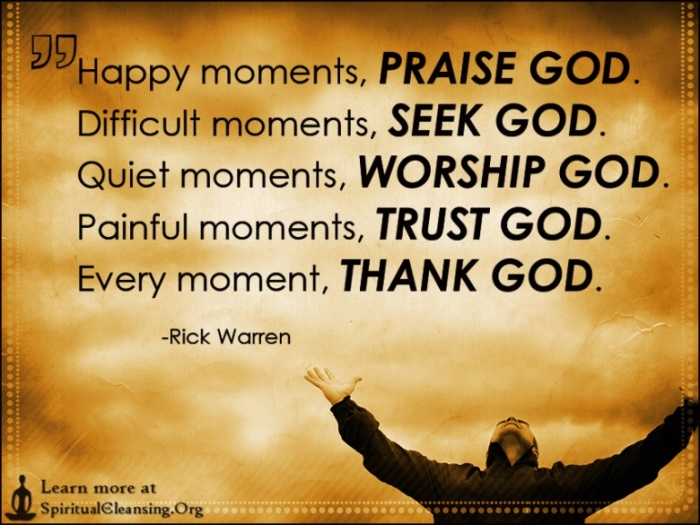 ”Happy moments, PRAISE GOD.
Difficult moments, SEEK GOD.
Quiet moments, WORSHIP GOD.
Painful moments, TRUST GOD.
Every moment, THANK GOD.
-Rick Warren
Learn more at
SpiritualCleansing.Org